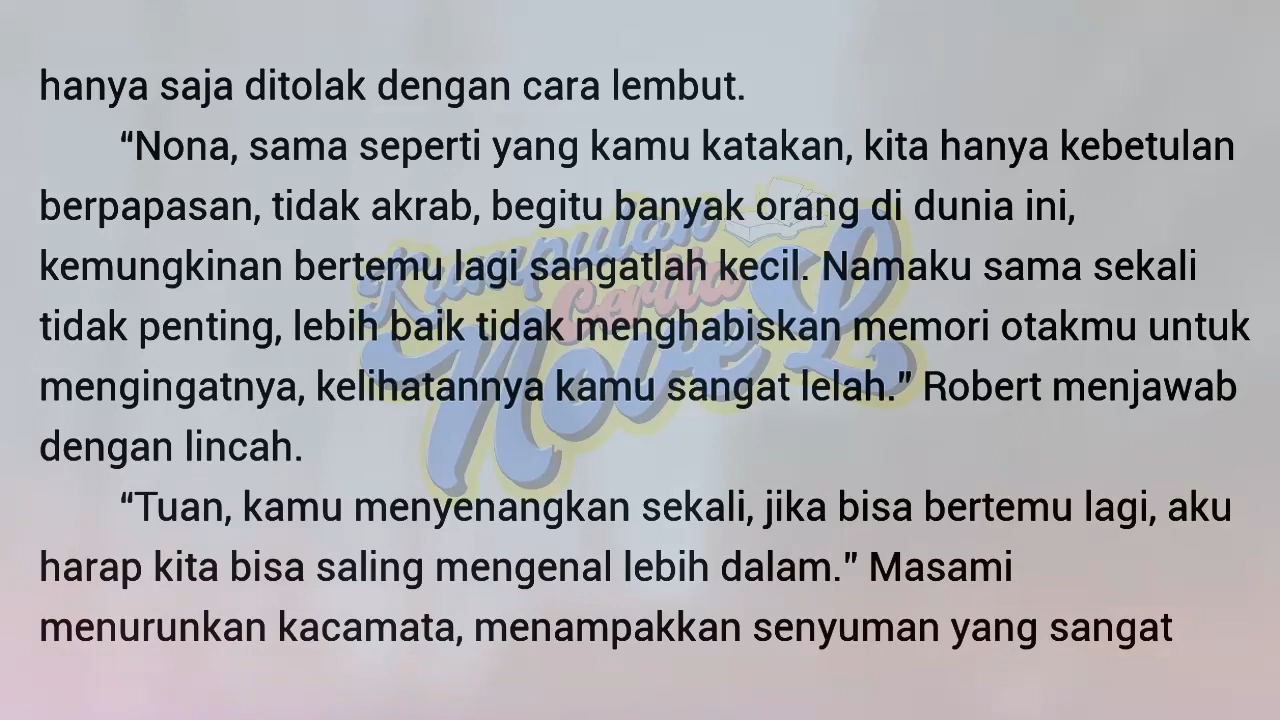 hanya saja ditolak dengan cara lembut.
“Nona, sama seperti yang kamu katakan, kita hanya kebetulan
berpapasan, tidak akrab, begitu banyak orang di dunia ini,
kemungkinan bertemu lagi sangatlah kecil. Namaku sama sekali
tidak penting, lebih baik tidak menghabiskan memori otakmu untuk
mengingatnya, kelihatannya kamu sangat lelah.” Robert menjawab
dengan lincah.
“Tuan, kamu menyenangkan sekali, jika bisa bertemu lagi, aku
harap kita bisa saling mengenal lebih dalam.” Masami
menurunkan kacamata, menampakkan senyuman yang sangat
Kumpulan
Cerita
NoveL